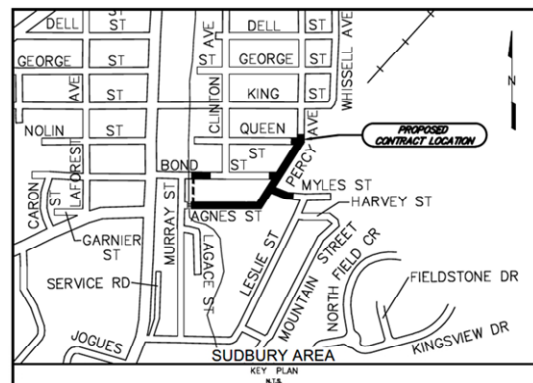 DELL ST
AVE
DELL ST
GEORGE ST
GEORGE ST
AVE
ST
CLINTON
KING ST
WHISSELL AVE
N
NOLIN ST
QUEEN ST
PROPOSED
CONTRACT LOCATION
LAFOREST
BOND ST
PERCY AVE
MYLES ST
CARON ST
AGNES ST
HARVEY ST
GARNIER
ST
MURRAY ST
LAGACE ST
LESLIE ST
MOUNTAIN STREET
NORTH FIELD CR
FIELDSTONE DR
SERVICE RD
KINGSVIEW DR
JOGUES
SUDBURY AREA
KEY PLAN
N.T.S.